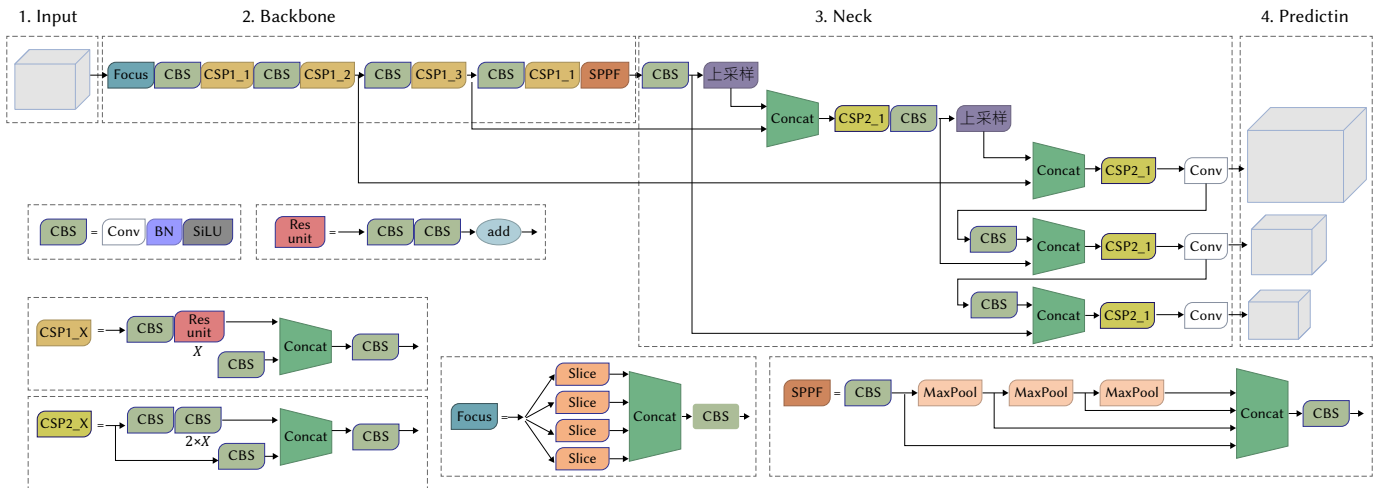 1. Input
2. Backbone
3. Neck
4. Predictin
Focus CBS CSP1_1 CBS CSP1_2 CBS CSP1_3 CBS CSP1_1 SPPF CBS 上采样
Concat CSP2_1 CBS 上采样
Concat CSP2_1 Conv
CBS Concat CSP2_1 Conv
CBS Concat CSP2_1 Conv
CBS = Conv BN SiLU
Res
unit
= CBS CBS add
CSP1_X = CBS
Res
unit
X
CBS
Concat CBS
CSP2_X = CBS CBS
2×X
CBS
Concat CBS
Focus =
Slice
Slice
Slice
Slice
Concat CBS
SPPF = CBS MaxPool MaxPool MaxPool
Concat CBS